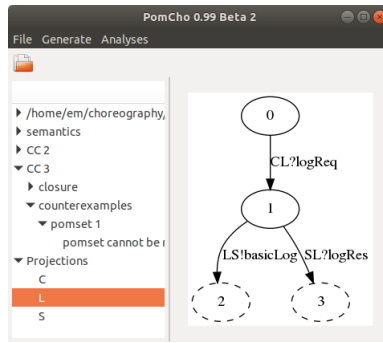 PomCho 0.99 Beta 2
File Generate Analyses
/home/em/choreography,
semantics
CC 2
CC 3
closure
counterexamples
pomset 1
pomset cannot be
Projections
C
L
S
0
CL?logReq
1
LS!basicLog SL?logRes
2 3